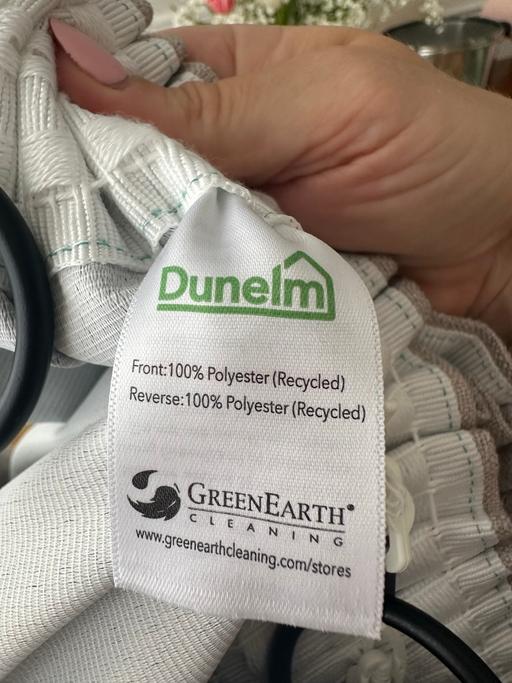 Dunelm
Front:100% Polyester (Recycled)
Reverse:100% Polyester (Recycled)
GREENEARTH®
CLEANING
www.greenearthcleaning.com/stores